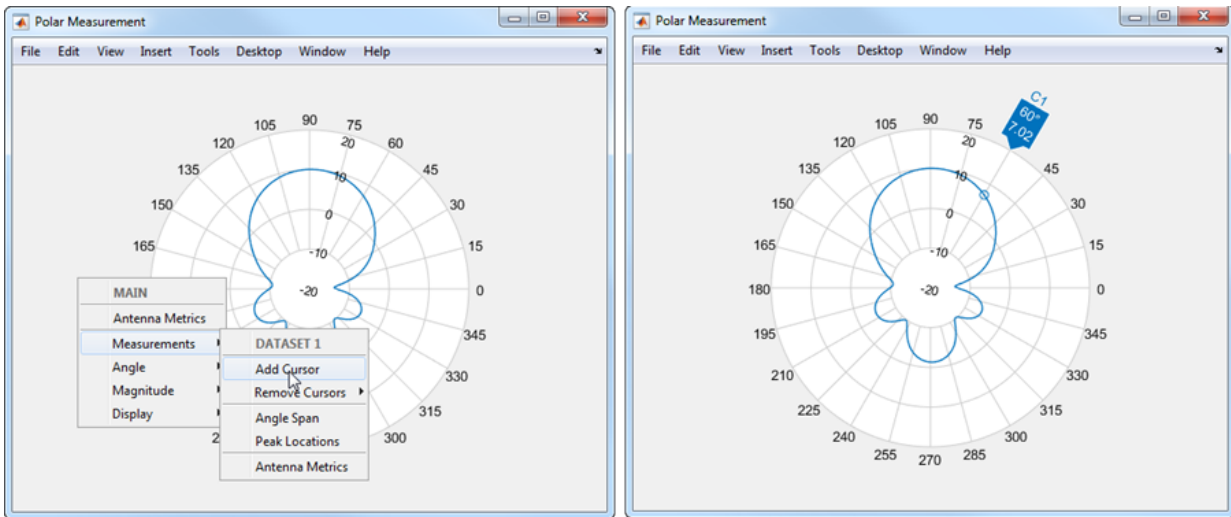 Polar Measurement
File Edit View Insert Tools Desktop Window Help
90
105 75
120 20 60
135 10 45
150 0 30
165 -10 15
-20 0
345
330
315
300
2
MAIN
Antenna Metrics
Measurements
Angle
Magnitude
Display
DATASET 1
Add Cursor
Remove Cursors
Angle Span
Peak Locations
Antenna Metrics
Polar Measurement
File Edit View Insert Tools Desktop Window Help
C1
60°
7.02
90
105 75
120 20
135 10 45
150 0 30
165 -10 15
180 -20 0
195 345
210 330
225 315
240 300
255 270 285